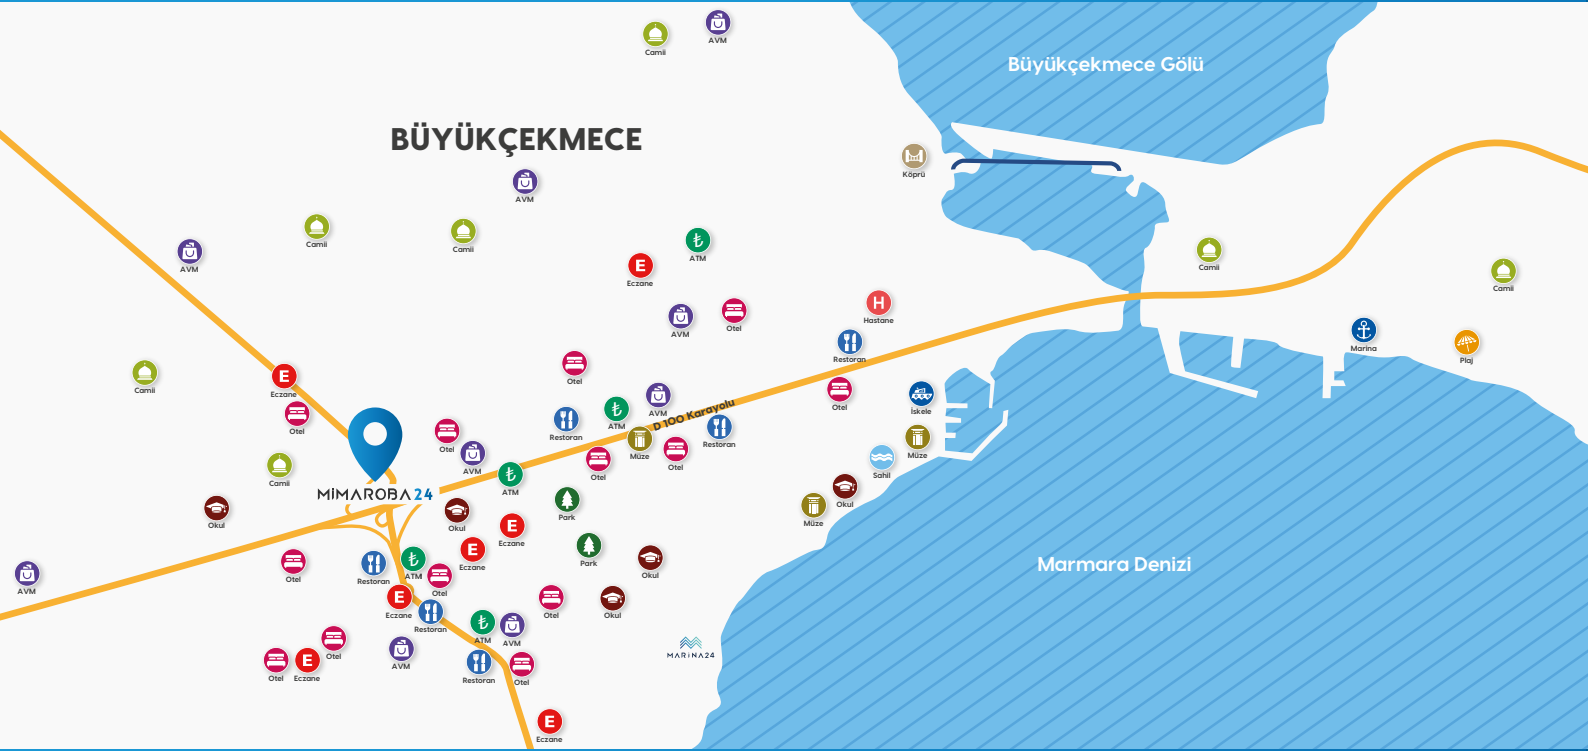 Camii
AVM
Büyükçekmece Gölü
BÜYÜKÇEKMECE
Köprü
AVM
Camii
Camii
AVM
ATM
Camii
Eczane
Camii
Hastane
AVM
Otel
Restoran
Marina
Plaj
Otel
Camii
Eczane
Otel
AVM
D 100 Karayolu
Otel
İskele
Otel
Restoran
ATM
Restoran
Müze
Otel
Müze
Otel
AVM
Otel
Sahil
Camii
ATM
MİMAROBA 24
Okul
Okul
Park
Müze
Okul
Eczane
Marmara Denizi
Otel
Restoran
ATM
Eczane
Park
Okul
AVM
Otel
Eczane
Restoran
Otel
Okul
ATM
AVM
Otel
AVM
MARİNA24
Otel
Eczane
Restoran
Otel
Eczane
E
E
E
E
E
E
E
H